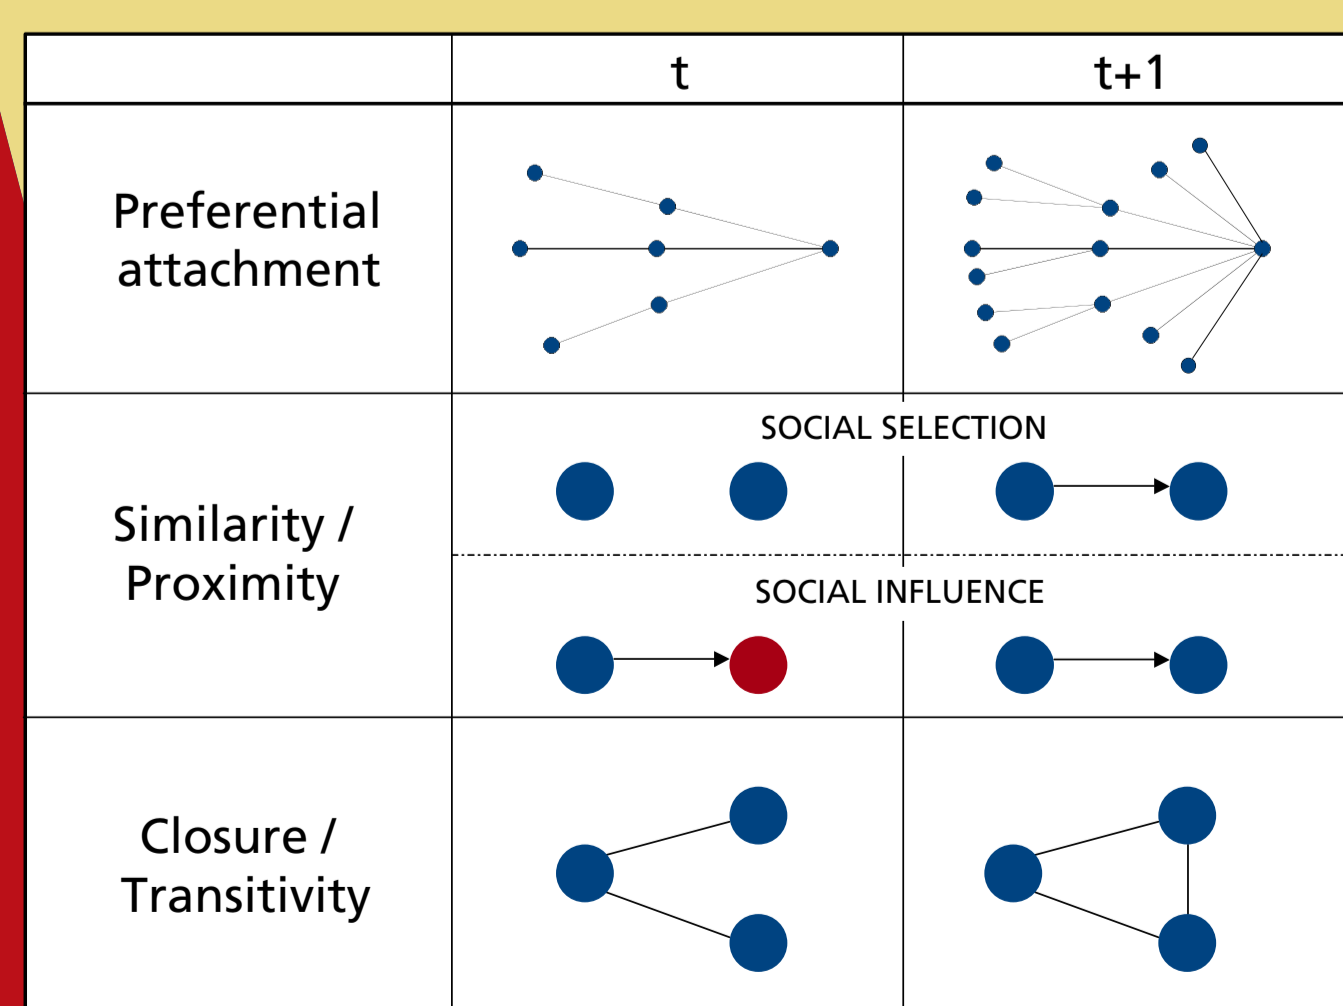 t
t+1
Preferential
attachment
SOCIAL SELECTION
Similarity /
Proximity
SOCIAL INFLUENCE
Closure /
Transitivity